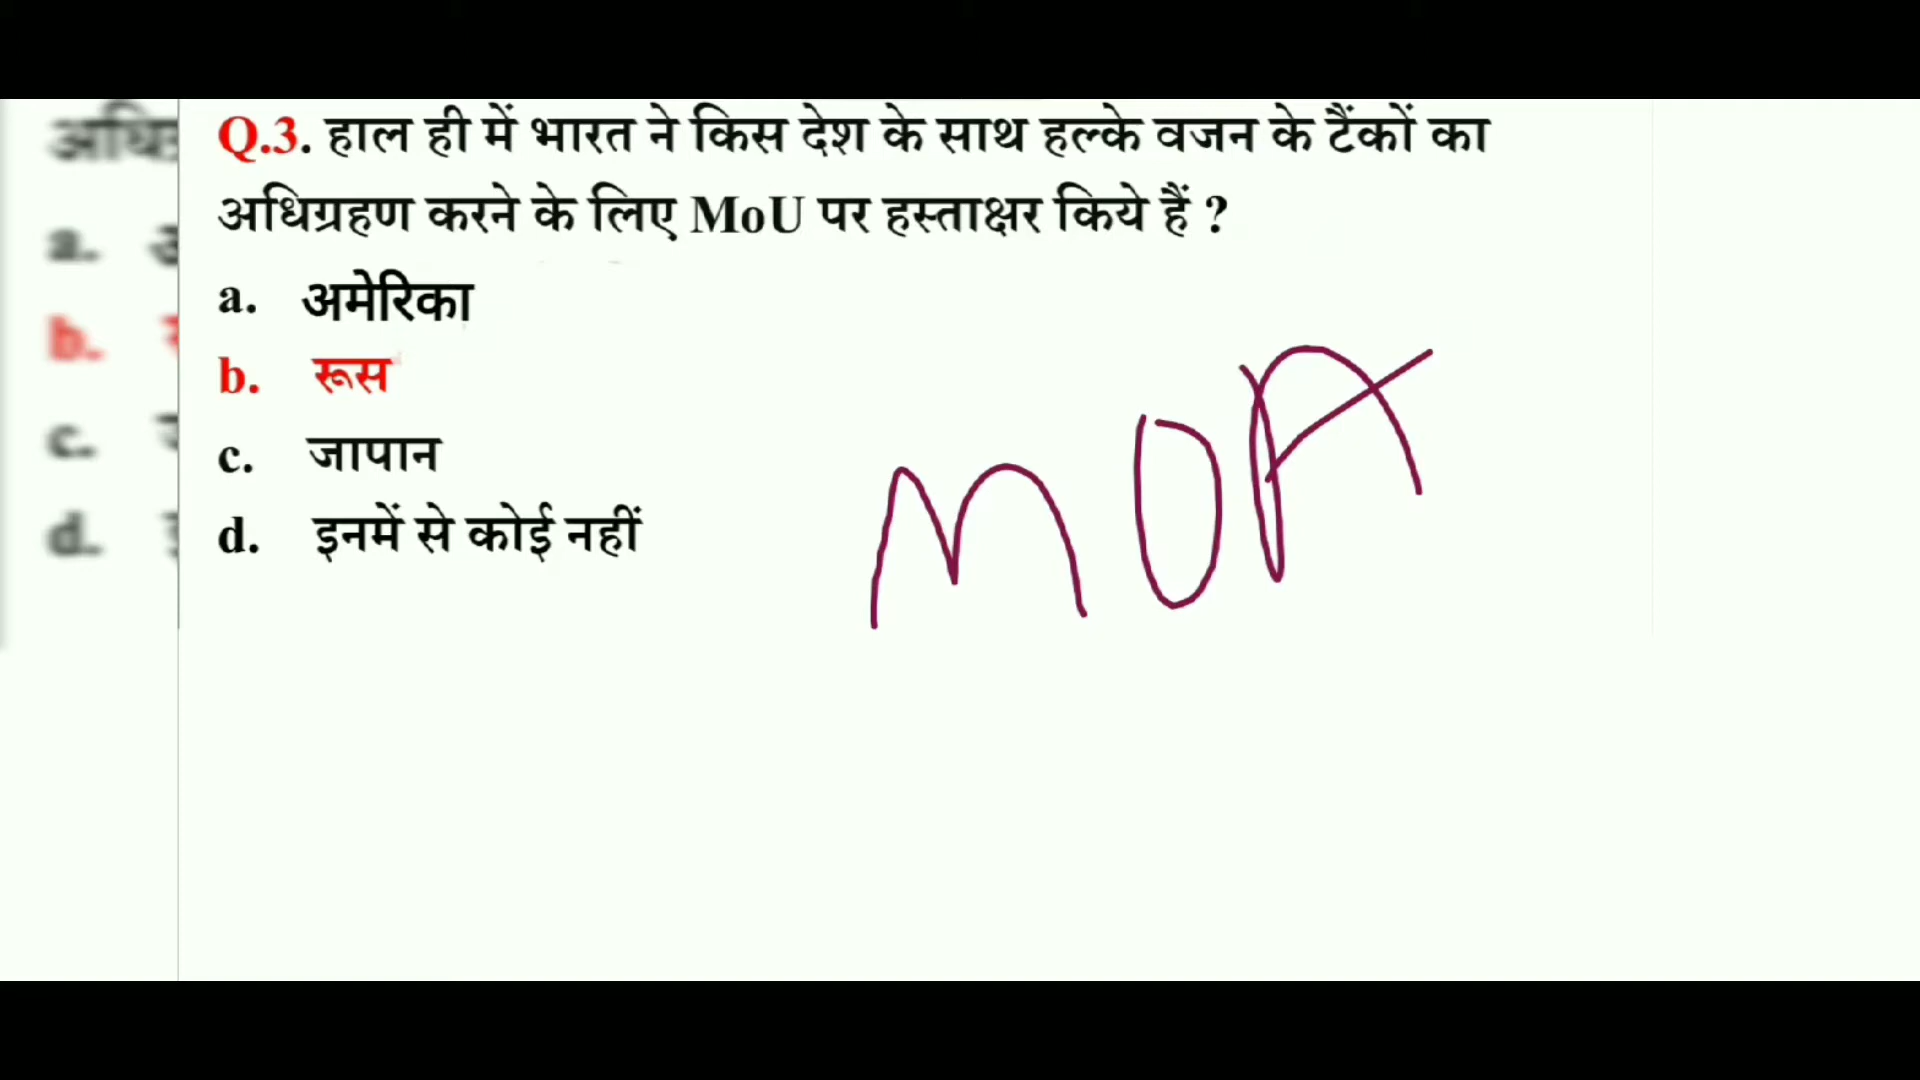 Q.3. हाल ही में भारत ने किस देश के साथ हल्के वजन के टैंकों का
अधिग्रहण करने के लिए MoU पर हस्ताक्षर किये हैं ?
a. अमेरिका
b. रूस
c. जापान
d. इनमें से कोई नहीं
MOA
a.
b.
c.
d.